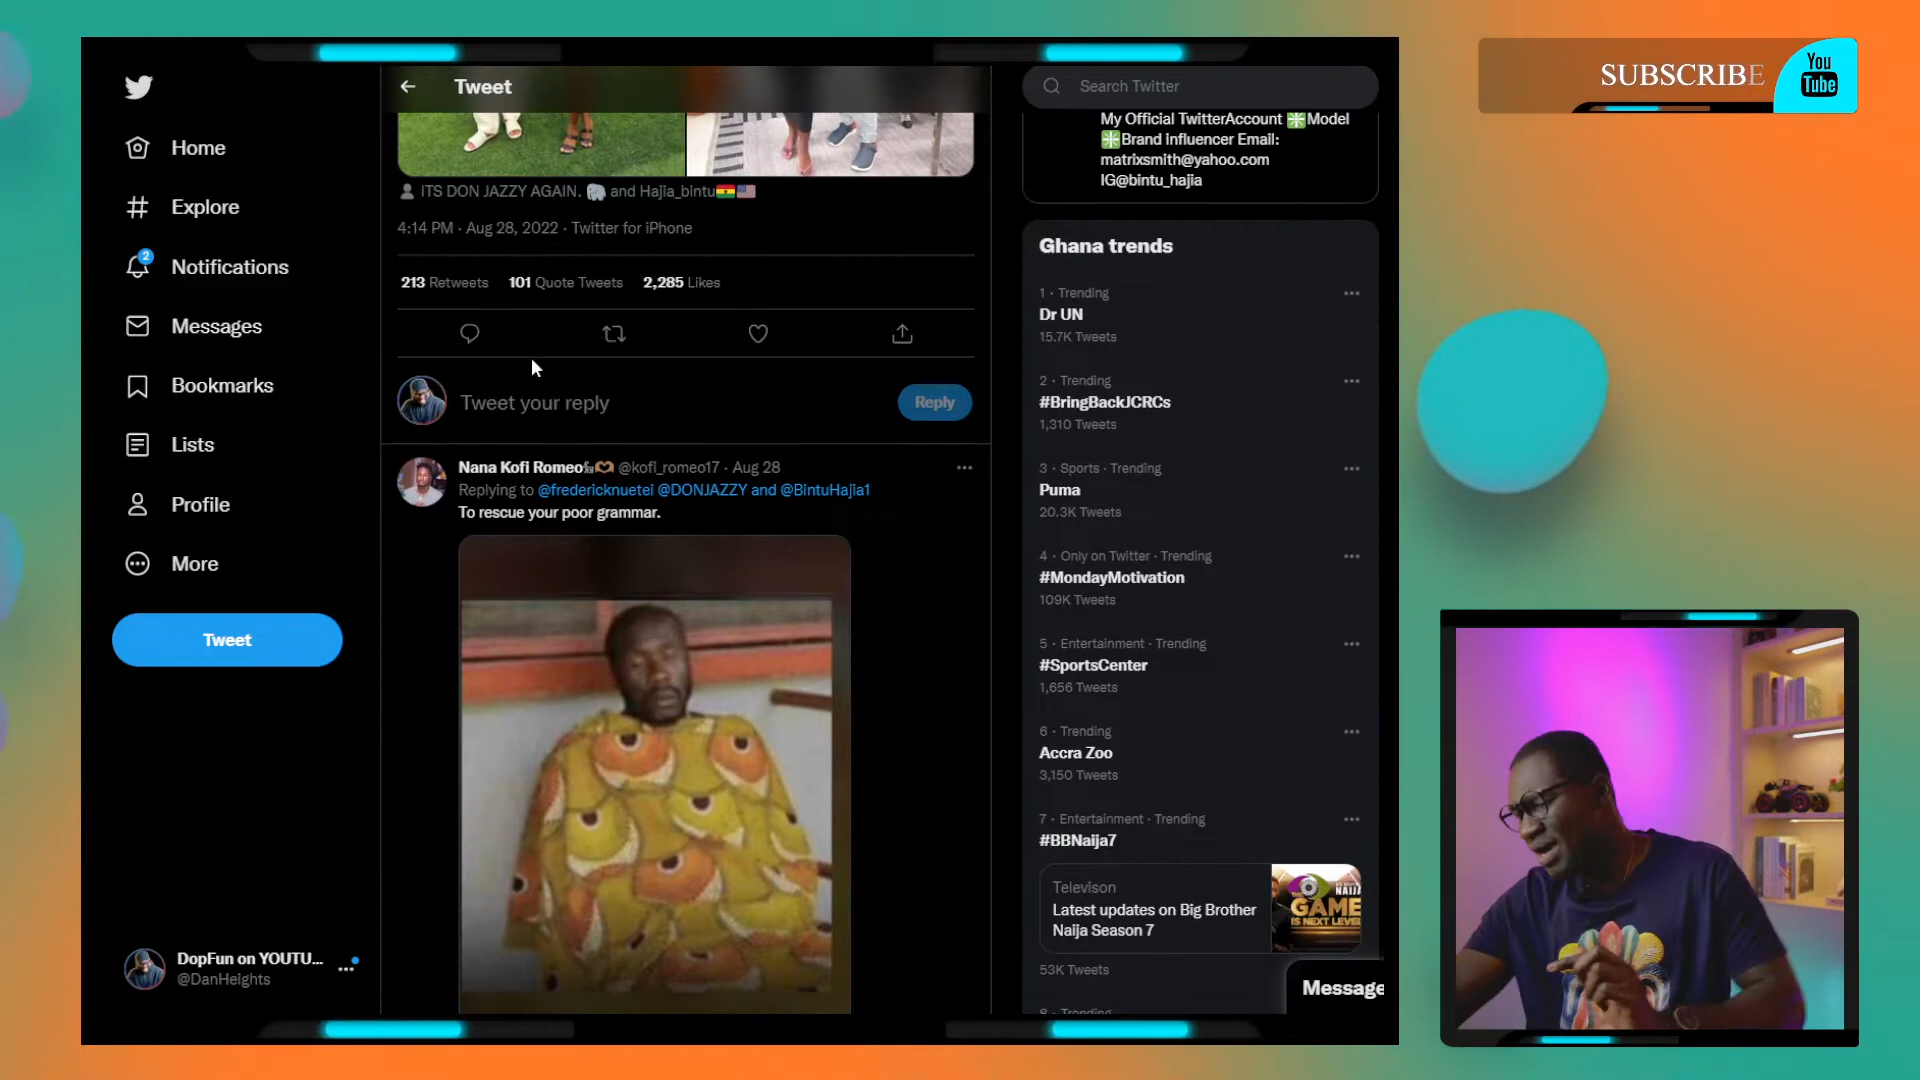 SUBSCRIBE
You
Tube
Home
Explore
2
Notifications
Messages
Bookmarks
Lists
Profile
More
Tweet
DopFun on YOUTU...
@DanHeights
Tweet
ITS DON JAZZY AGAIN. 🐘 and Hajia_bintu🇬🇭🇺🇸
4:14 PM · Aug 28, 2022 · Twitter for iPhone
213 Retweets 101 Quote Tweets 2,285 Likes
Tweet your reply
Reply
Nana Kofi Romeo @kofi_romeo17 · Aug 28
Replying to @fredericknuetei @DONJAZZY and @BintuHajia1
To rescue your poor grammar.
Search Twitter
My Official TwitterAccount ❇️Model
❇️Brand influencer Email:
matrixsmith@yahoo.com
IG@bintu_hajia
Ghana trends
1 · Trending
Dr UN
15.7K Tweets
2 · Trending
#BringBackJCRCs
1,310 Tweets
3 · Sports · Trending
Puma
20.3K Tweets
4 · Only on Twitter · Trending
#MondayMotivation
109K Tweets
5 · Entertainment · Trending
#SportsCenter
1,656 Tweets
6 · Trending
Accra Zoo
3,150 Tweets
7 · Entertainment · Trending
#BBNaija7
Televison
Latest updates on Big Brother
Naija Season 7
NAIJA
GAME
IS NEXT LEVEL
53K Tweets
Message
8 · Trending